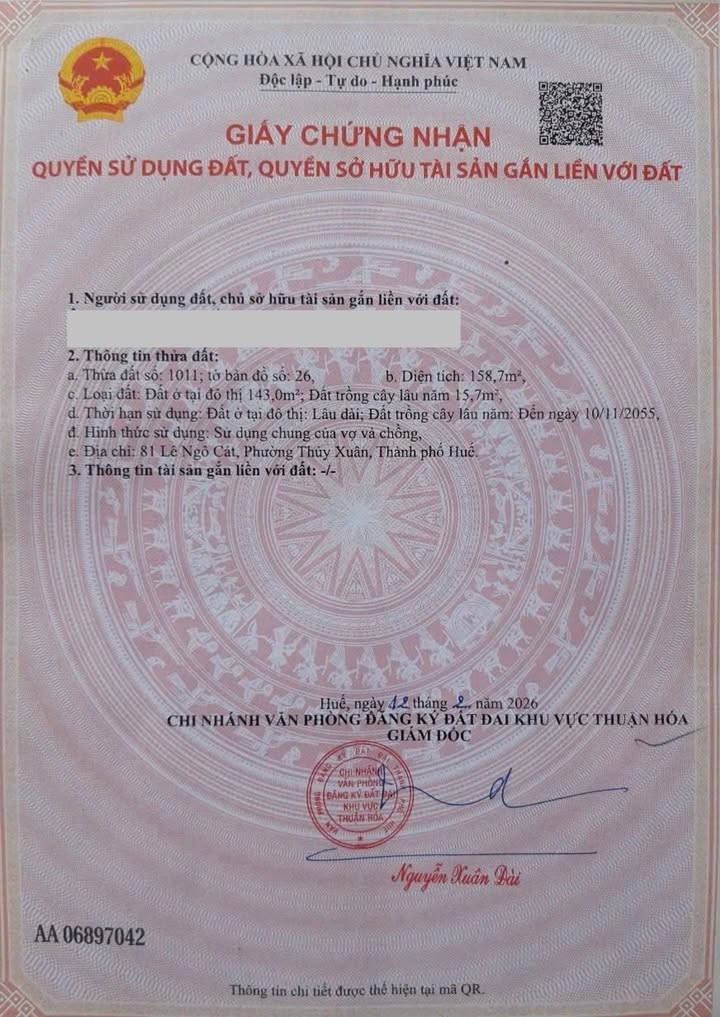 CỘNG HÒA XÃ HỘI CHỦ NGHĨA VIỆT NAM
Độc lập - Tự do - Hạnh phúc
GIẤY CHỨNG NHẬN
QUYỀN SỬ DỤNG ĐẤT, QUYỀN SỞ HỮU TÀI SẢN GẮN LIỀN VỚI ĐẤT
1. Người sử dụng đất, chủ sở hữu tài sản gắn liền với đất:
2. Thông tin thửa đất:
a. Thửa đất số: 1011; tờ bản đồ số: 26, b. Diện tích: 158,7m²,
c. Loại đất: Đất ở tại đô thị 143,0m²; Đất trồng cây lâu năm 15,7m²,
d. Thời hạn sử dụng: Đất ở tại đô thị: Lâu dài; Đất trồng cây lâu năm: Đến ngày 10/11/2055,
đ. Hình thức sử dụng: Sử dụng chung của vợ và chồng,
e. Địa chỉ: 81 Lê Ngô Cát, Phường Thủy Xuân, Thành phố Huế.
3. Thông tin tài sản gắn liền với đất: -/-
Huế, ngày 12 tháng 2 năm 2026
CHI NHÁNH VĂN PHÒNG ĐĂNG KÝ ĐẤT ĐAI KHU VỰC THUẬN HÓA
GIÁM ĐỐC
VĂN PHÒNG ĐĂNG KÝ ĐẤT ĐAI THÀNH PHỐ HUẾ
CHI NHÁNH
VĂN PHÒNG
ĐĂNG KÝ ĐẤT ĐAI
KHU VỰC
THUẬN HÓA
Nguyễn Xuân Đài
AA 06897042
Thông tin chi tiết được thể hiện tại mã QR.